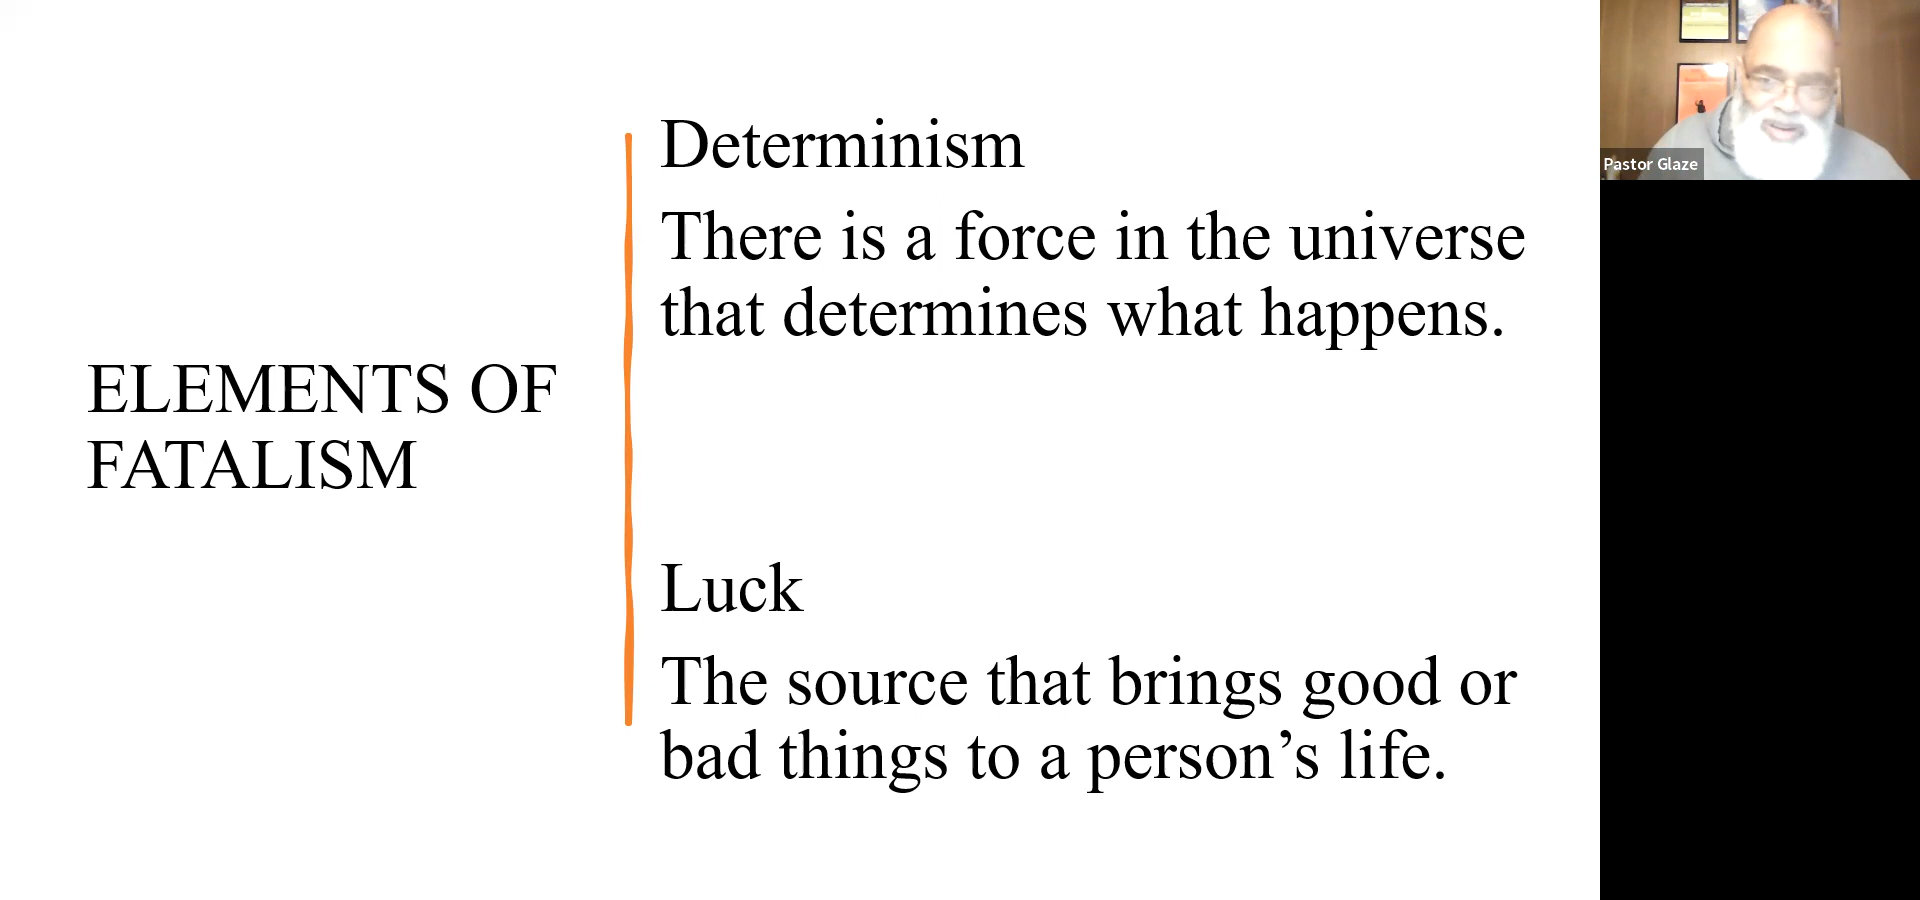 ELEMENTS OF
FATALISM
Determinism
There is a force in the universe
that determines what happens.
Luck
The source that brings good or
bad things to a person’s life.
Pastor Glaze